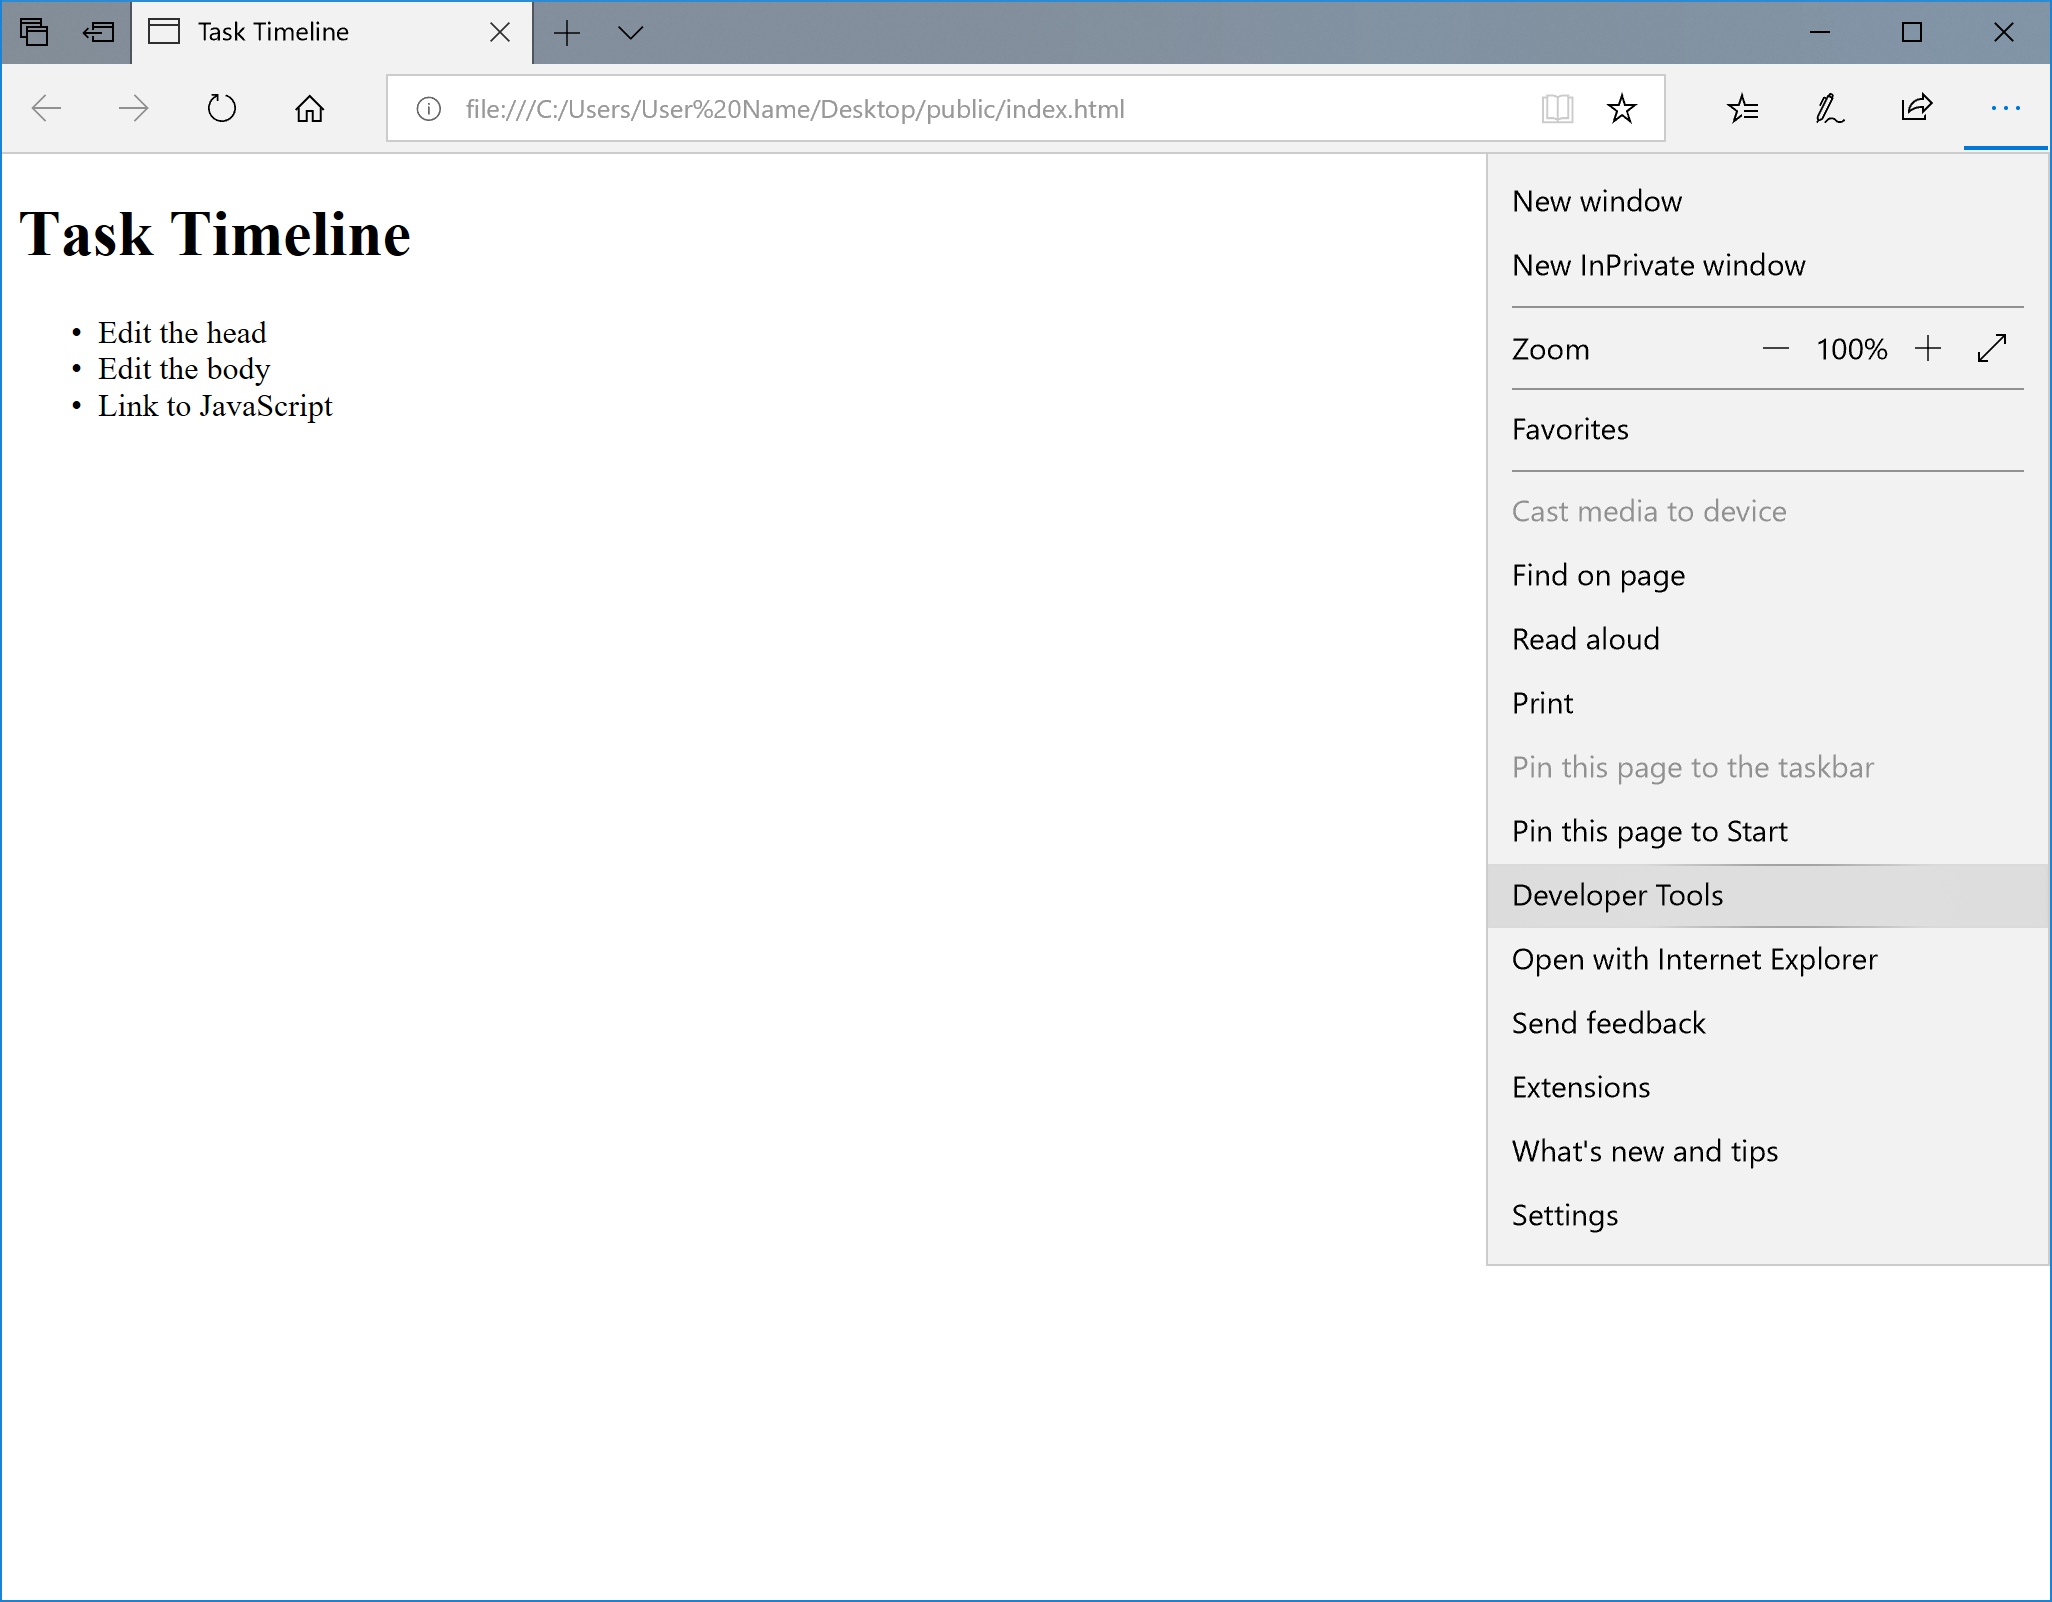 Task Timeline
file:///C:/Users/User%20Name/Desktop/public/index.html
Task Timeline
• Edit the head
• Edit the body
• Link to JavaScript
New window
New InPrivate window
Zoom 100%
Favorites
Cast media to device
Find on page
Read aloud
Print
Pin this page to the taskbar
Pin this page to Start
Developer Tools
Open with Internet Explorer
Send feedback
Extensions
What's new and tips
Settings